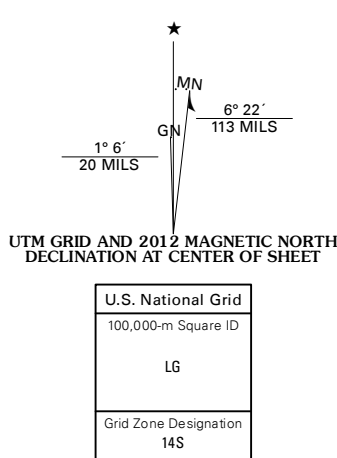 ★
MN
GN
6° 22´
113 MILS
1° 6´
20 MILS
UTM GRID AND 2012 MAGNETIC NORTH
DECLINATION AT CENTER OF SHEET
U.S. National Grid
100,000-m Square ID
LG
Grid Zone Designation
14S